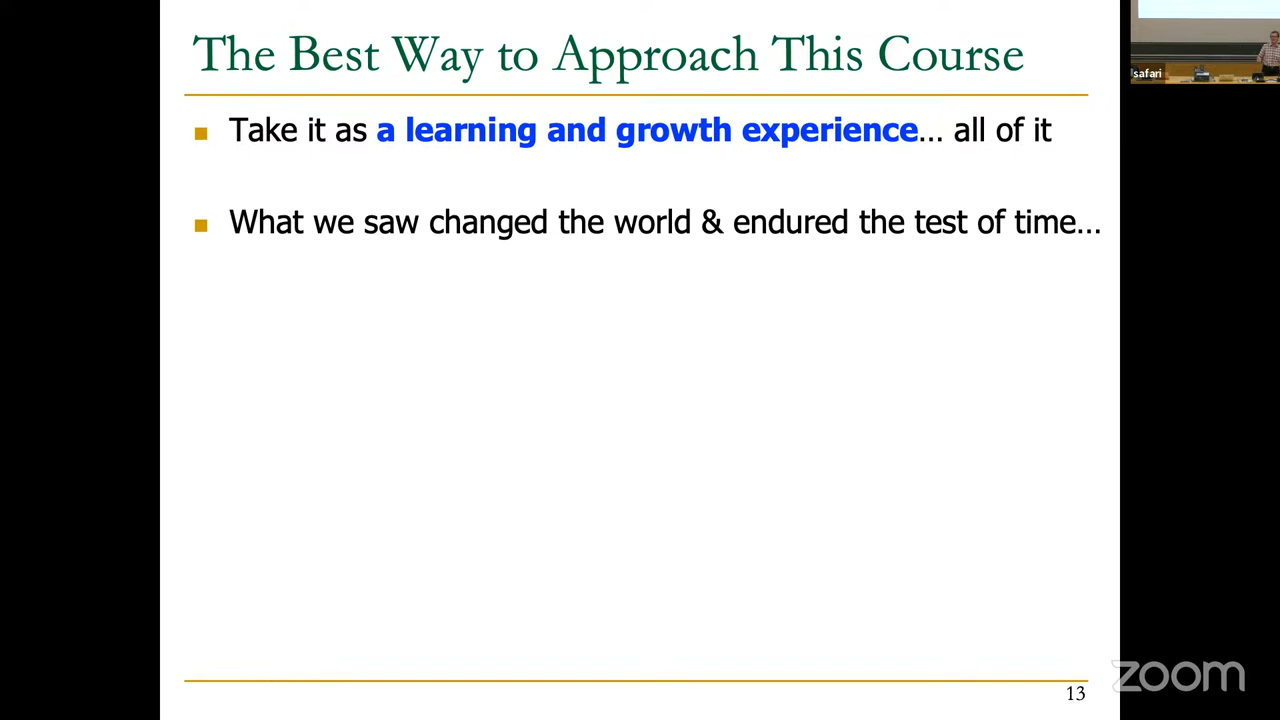 The Best Way to Approach This Course
safari
Take it as a learning and growth experience... all of it
What we saw changed the world & endured the test of time...
13
zoom